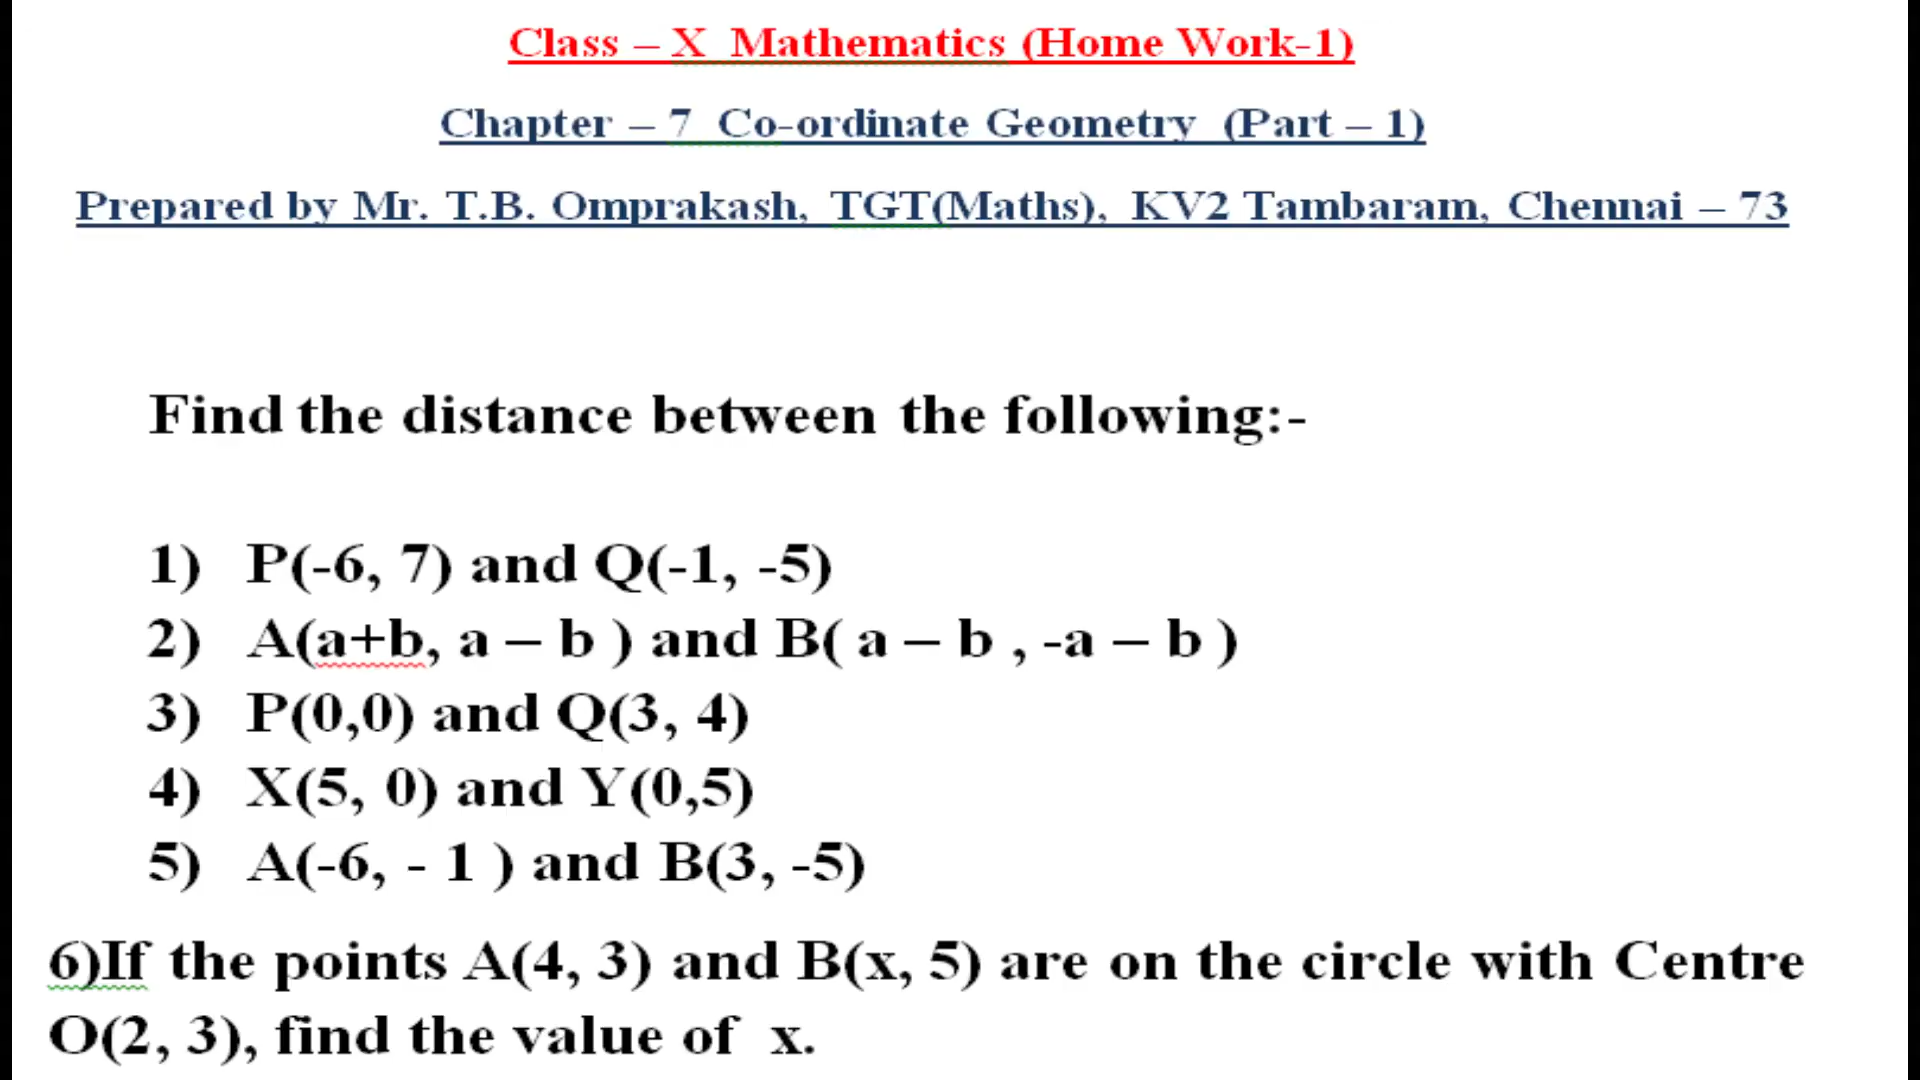 Class – X Mathematics (Home Work-1)
Chapter – 7 Co-ordinate Geometry (Part – 1)
Prepared by Mr. T.B. Omprakash, TGT(Maths), KV2 Tambaram, Chennai – 73
Find the distance between the following:-
1) P(-6, 7) and Q(-1, -5)
2) A(a+b, a – b ) and B( a – b , -a – b )
3) P(0,0) and Q(3, 4)
4) X(5, 0) and Y(0,5)
5) A(-6, - 1 ) and B(3, -5)
6)If the points A(4, 3) and B(x, 5) are on the circle with Centre
O(2, 3), find the value of x.